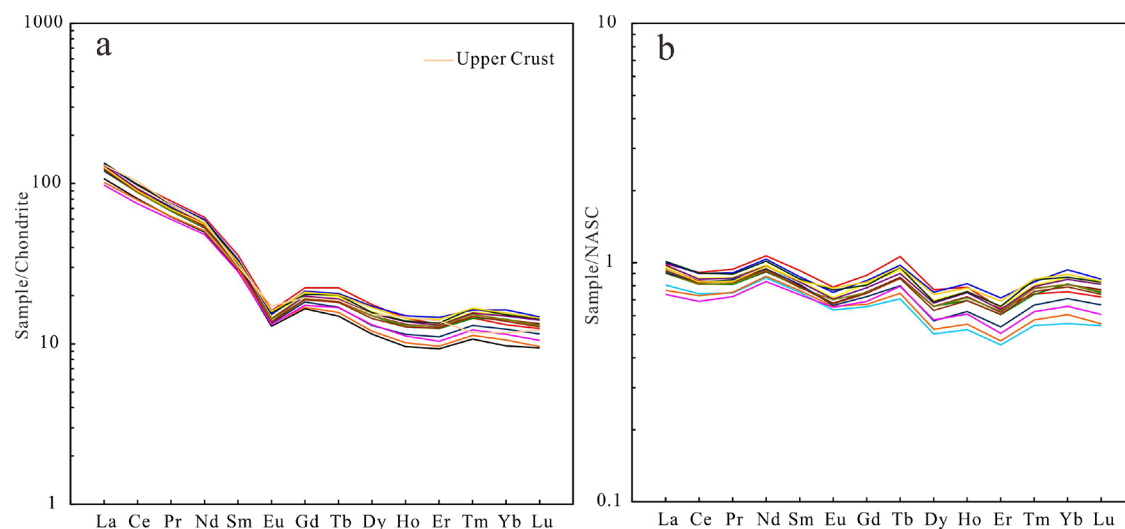 a
Upper Crust
1000
100
10
1
Sample/Chondrite
La Ce Pr Nd Sm Eu Gd Tb Dy Ho Er Tm Yb Lu
b
10
1
0.1
Sample/NASC
La Ce Pr Nd Sm Eu Gd Tb Dy Ho Er Tm Yb Lu